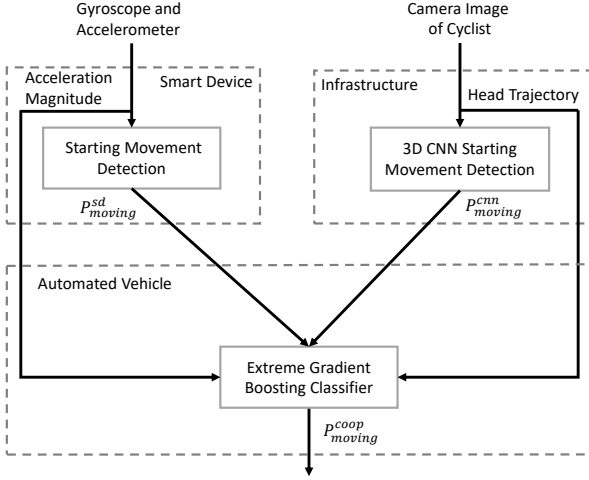 Gyroscope and
Accelerometer
Camera Image
of Cyclist
Acceleration
Magnitude
Smart Device
Infrastructure
Head Trajectory
Starting Movement
Detection
3D CNN Starting
Movement Detection
P^{sd}_{moving}
P^{cnn}_{moving}
Automated Vehicle
Extreme Gradient
Boosting Classifier
P^{coop}_{moving}